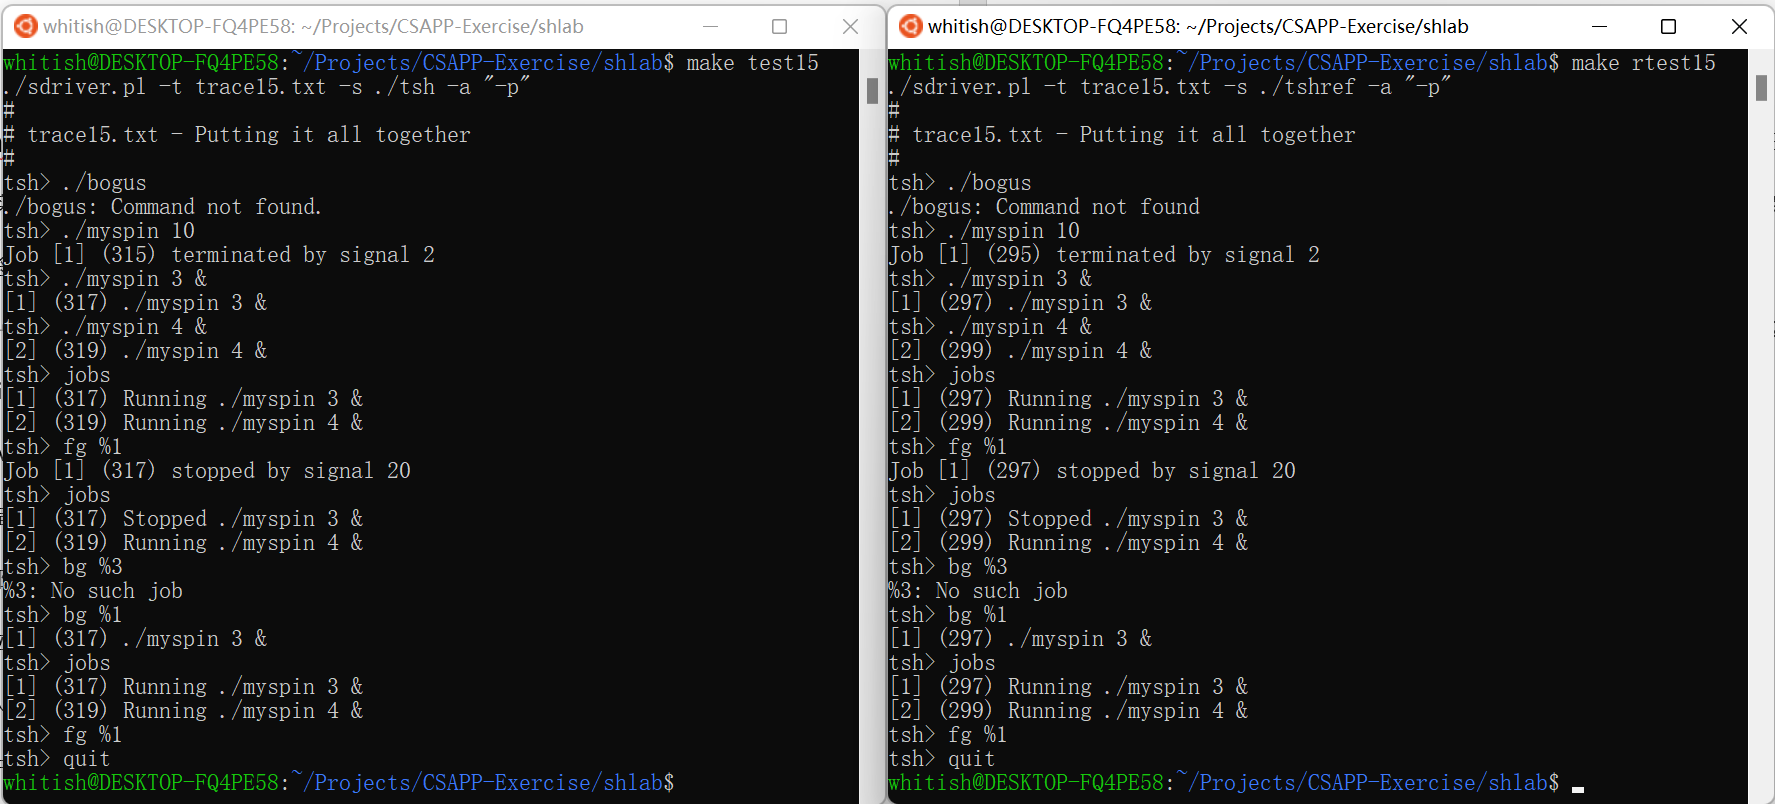 whitish@DESKTOP-FQ4PE58: ~/Projects/CSAPP-Exercise/shlab
whitish@DESKTOP-FQ4PE58:~/Projects/CSAPP-Exercise/shlab$ make test15
./sdriver.pl -t trace15.txt -s ./tsh -a "-p"
#
# trace15.txt - Putting it all together
#
tsh> ./bogus
./bogus: Command not found.
tsh> ./myspin 10
Job [1] (315) terminated by signal 2
tsh> ./myspin 3 &
[1] (317) ./myspin 3 &
tsh> ./myspin 4 &
[2] (319) ./myspin 4 &
tsh> jobs
[1] (317) Running ./myspin 3 &
[2] (319) Running ./myspin 4 &
tsh> fg %1
Job [1] (317) stopped by signal 20
tsh> jobs
[1] (317) Stopped ./myspin 3 &
[2] (319) Running ./myspin 4 &
tsh> bg %3
%3: No such job
tsh> bg %1
[1] (317) ./myspin 3 &
tsh> jobs
[1] (317) Running ./myspin 3 &
[2] (319) Running ./myspin 4 &
tsh> fg %1
tsh> quit
whitish@DESKTOP-FQ4PE58:~/Projects/CSAPP-Exercise/shlab$
whitish@DESKTOP-FQ4PE58: ~/Projects/CSAPP-Exercise/shlab
whitish@DESKTOP-FQ4PE58:~/Projects/CSAPP-Exercise/shlab$ make rtest15
./sdriver.pl -t trace15.txt -s ./tshref -a "-p"
#
# trace15.txt - Putting it all together
#
tsh> ./bogus
./bogus: Command not found
tsh> ./myspin 10
Job [1] (295) terminated by signal 2
tsh> ./myspin 3 &
[1] (297) ./myspin 3 &
tsh> ./myspin 4 &
[2] (299) ./myspin 4 &
tsh> jobs
[1] (297) Running ./myspin 3 &
[2] (299) Running ./myspin 4 &
tsh> fg %1
Job [1] (297) stopped by signal 20
tsh> jobs
[1] (297) Stopped ./myspin 3 &
[2] (299) Running ./myspin 4 &
tsh> bg %3
%3: No such job
tsh> bg %1
[1] (297) ./myspin 3 &
tsh> jobs
[1] (297) Running ./myspin 3 &
[2] (299) Running ./myspin 4 &
tsh> fg %1
tsh> quit
whitish@DESKTOP-FQ4PE58:~/Projects/CSAPP-Exercise/shlab$